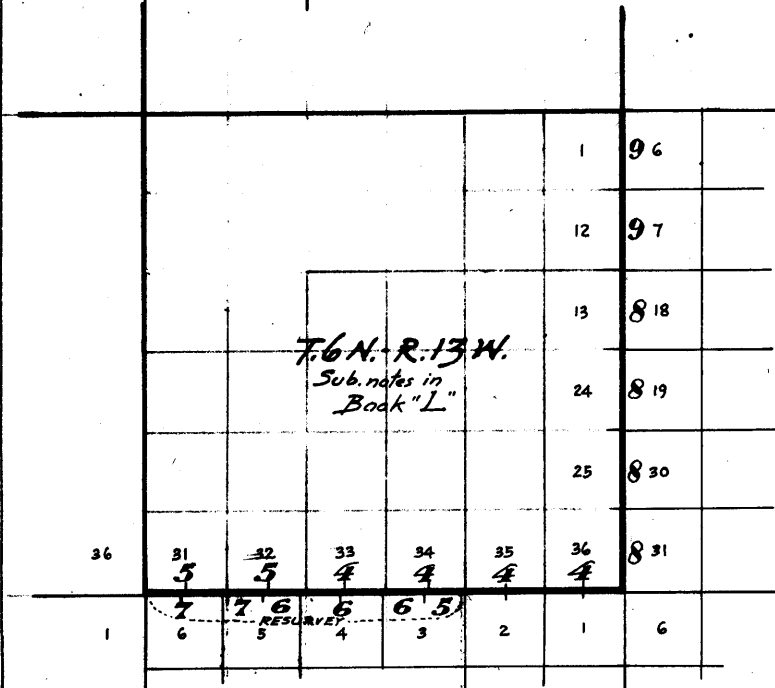 1 9 6
12 9 7
13 8 18
T.6 N. - R.13 W.
Sub. notes in
Book "L"
24 8 19
25 8 30
36 31 32 33 34 35 36 8 31
5 5 4 4 4 4
7 7 6 6 6 5
RESURVEY
1 6 5 4 3 2 1 6